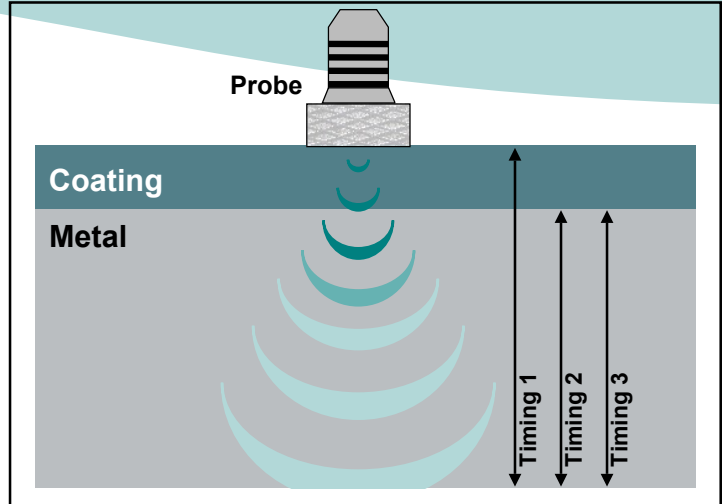 Probe
Coating
Metal
Timing 1
Timing 2
Timing 3